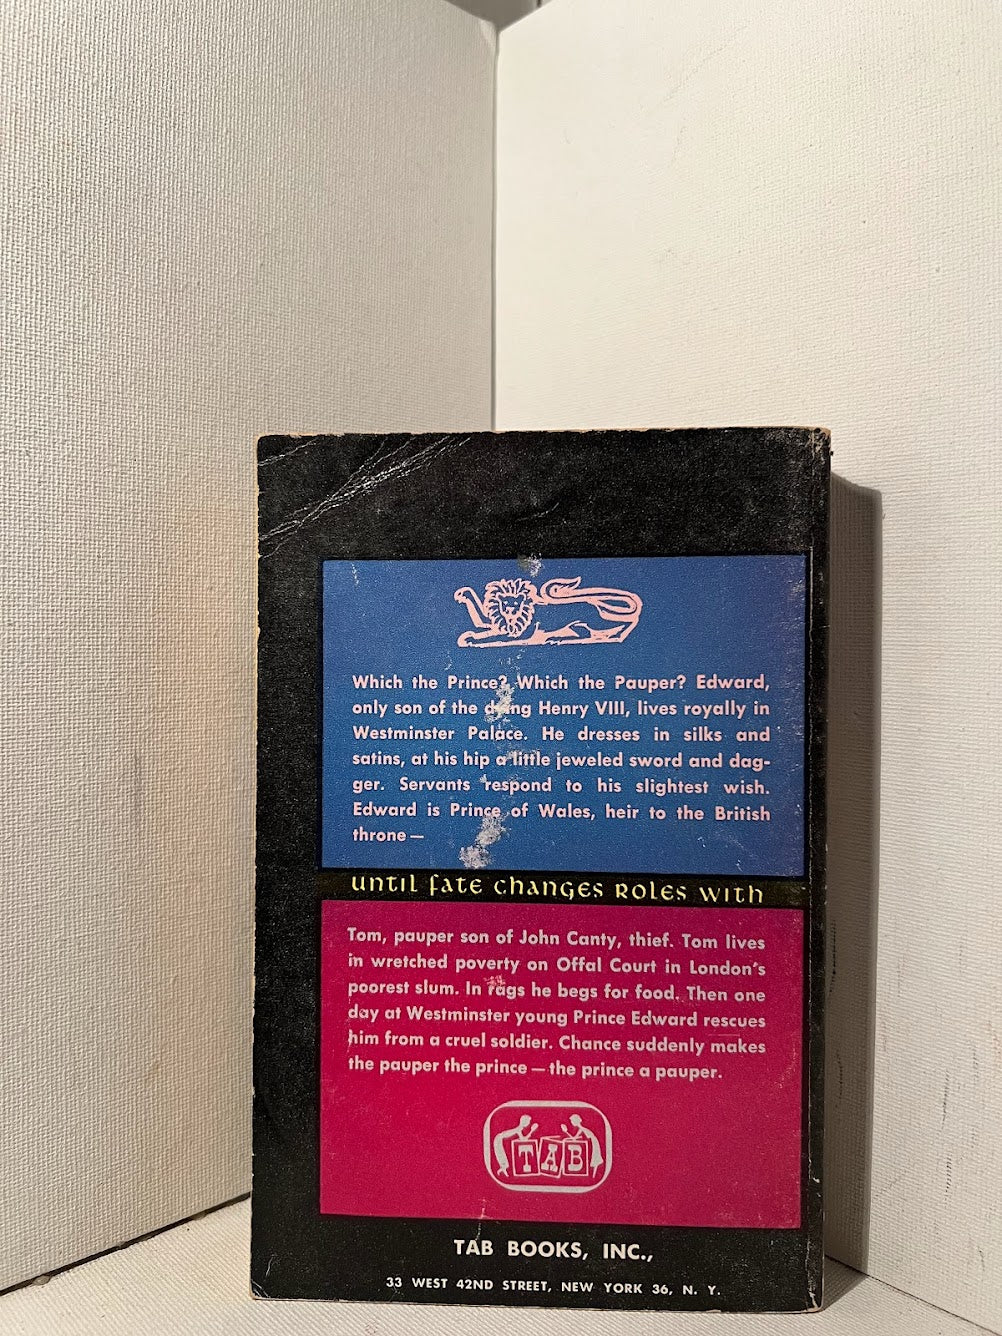 Which the Prince? Which the Pauper? Edward,
only son of the dying Henry VIII, lives royally in
Westminster Palace. He dresses in silks and
satins, at his hip a little jeweled sword and dag-
ger. Servants respond to his slightest wish.
Edward is Prince of Wales, heir to the British
throne—
until fate changes roles with
Tom, pauper son of John Canty, thief. Tom lives
in wretched poverty on Offal Court in London's
poorest slum. In rags he begs for food. Then one
day at Westminster young Prince Edward rescues
him from a cruel soldier. Chance suddenly makes
the pauper the prince—the prince a pauper.
TAB
TAB BOOKS, INC.,
33 WEST 42ND STREET, NEW YORK 36, N. Y.